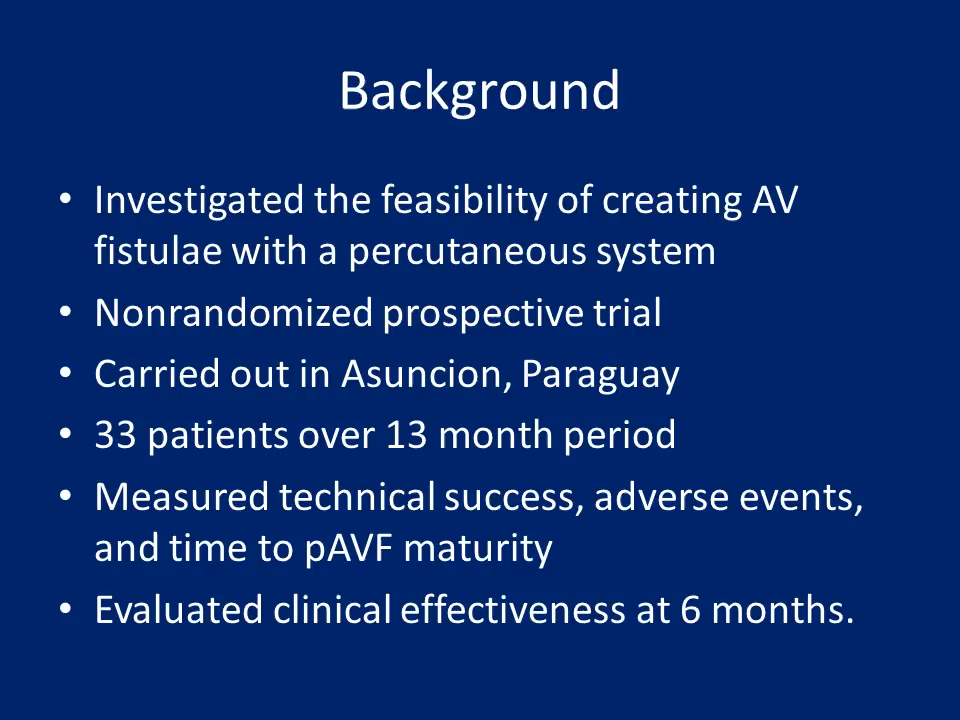 Background
• Investigated the feasibility of creating AV
fistulae with a percutaneous system
• Nonrandomized prospective trial
• Carried out in Asuncion, Paraguay
• 33 patients over 13 month period
• Measured technical success, adverse events,
and time to pAVF maturity
• Evaluated clinical effectiveness at 6 months.